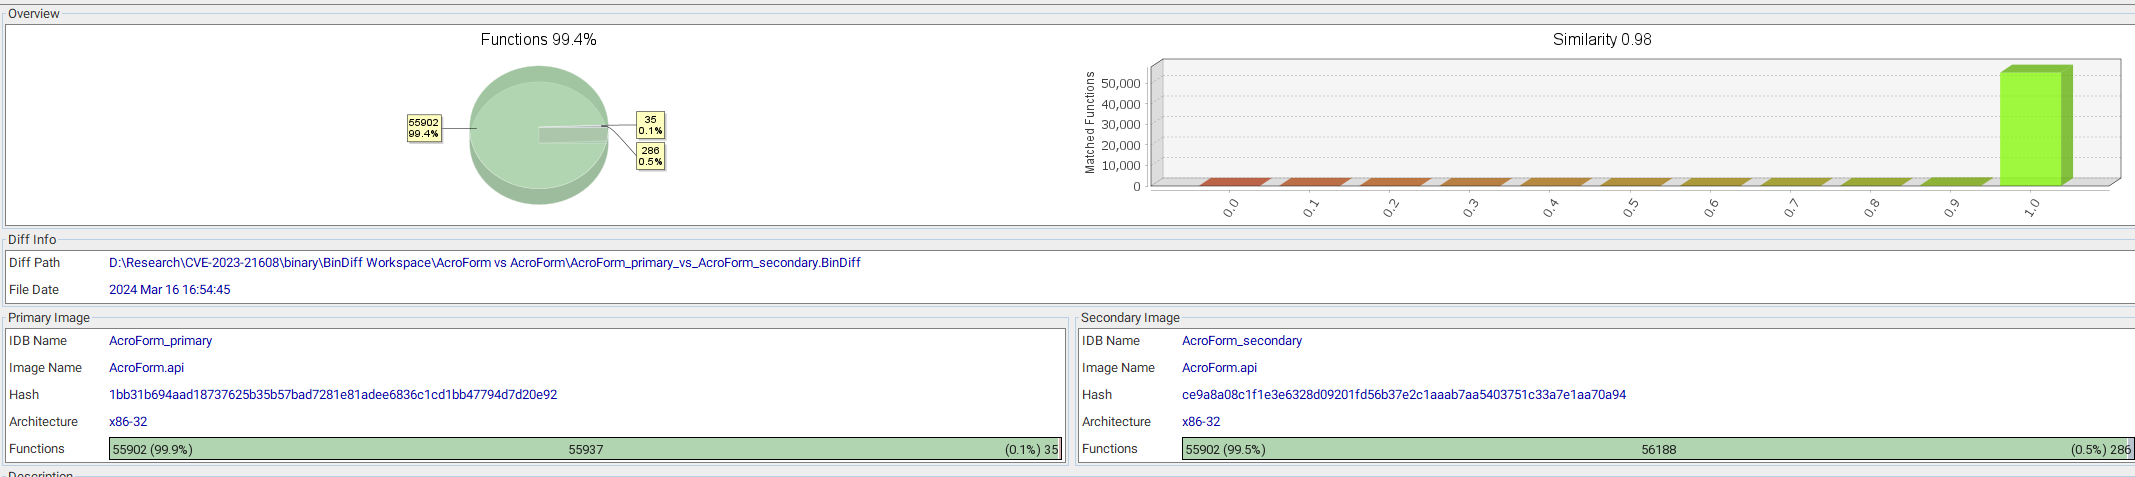 Overview
Functions 99.4%
55902
99.4%
35
0.1%
286
0.5%
Similarity 0.98
Matched Functions
50,000
40,000
30,000
20,000
10,000
0
0.0 0.1 0.2 0.3 0.4 0.5 0.6 0.7 0.8 0.9 1.0
Diff Info
Diff Path D:\Research\CVE-2023-21608\binary\BinDiff Workspace\AcroForm vs AcroForm\AcroForm_primary_vs_AcroForm_secondary.BinDiff
File Date 2024 Mar 16 16:54:45
Primary Image
IDB Name AcroForm_primary
Image Name AcroForm.api
Hash 1bb31b694aad18737625b35b57bad7281e81adee6836c1cd1bb47794d7d20e92
Architecture x86-32
Functions 55902 (99.9%) 55937 (0.1%) 35
Secondary Image
IDB Name AcroForm_secondary
Image Name AcroForm.api
Hash ce9a8a08c1f1e3e6328d09201fd56b37e2c1aaab7aa5403751c33a7e1aa70a94
Architecture x86-32
Functions 55902 (99.5%) 56188 (0.5%) 286
Description